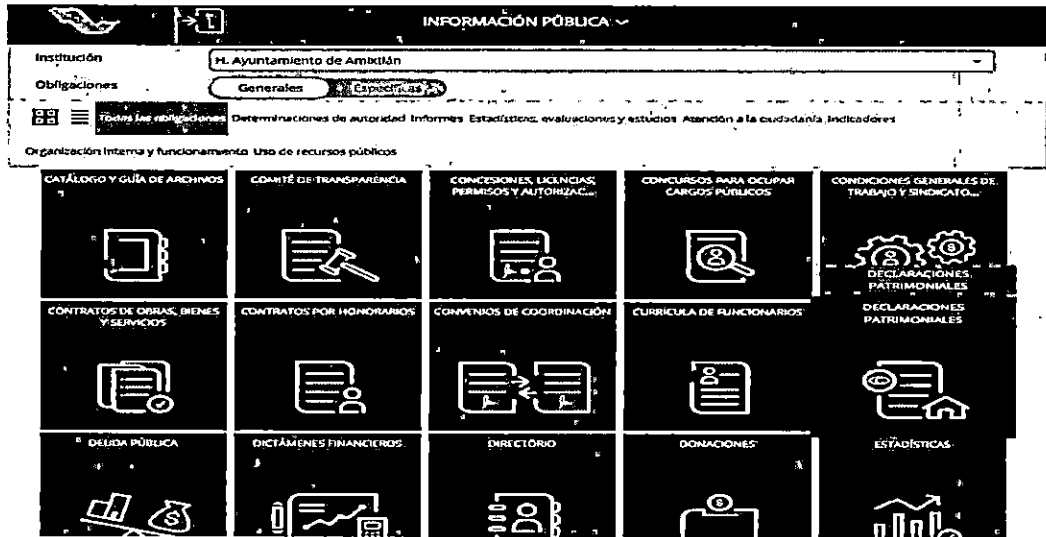 INFORMACIÓN PÚBLICA
Institución
H. Ayuntamiento de Amixtlán
Obligaciones
Generales Específicas
Todas las obligaciones Determinaciones de autoridad Informes Estadísticas, evaluaciones y estudios Atención a la ciudadanía Indicadores
Organización interna y funcionamiento Uso de recursos públicos
CATÁLOGO Y GUÍA DE ARCHIVOS
COMITÉ DE TRANSPARENCIA
CONCESIONES, LICENCIAS,
PERMISOS Y AUTORIZAC...
CONCURSOS PARA OCUPAR
CARGOS PÚBLICOS
CONDICIONES GENERALES DE
TRABAJO Y SINDICATO...
DECLARACIONES
PATRIMONIALES
CONTRATOS DE OBRAS, BIENES
Y SERVICIOS
CONTRATOS POR HONORARIOS
CONVENIOS DE COORDINACIÓN
CURRÍCULA DE FUNCIONARIOS
DECLARACIONES
PATRIMONIALES
DEUDA PÚBLICA
DICTÁMENES FINANCIEROS
DIRECTORIO
DONACIONES
ESTADÍSTICAS